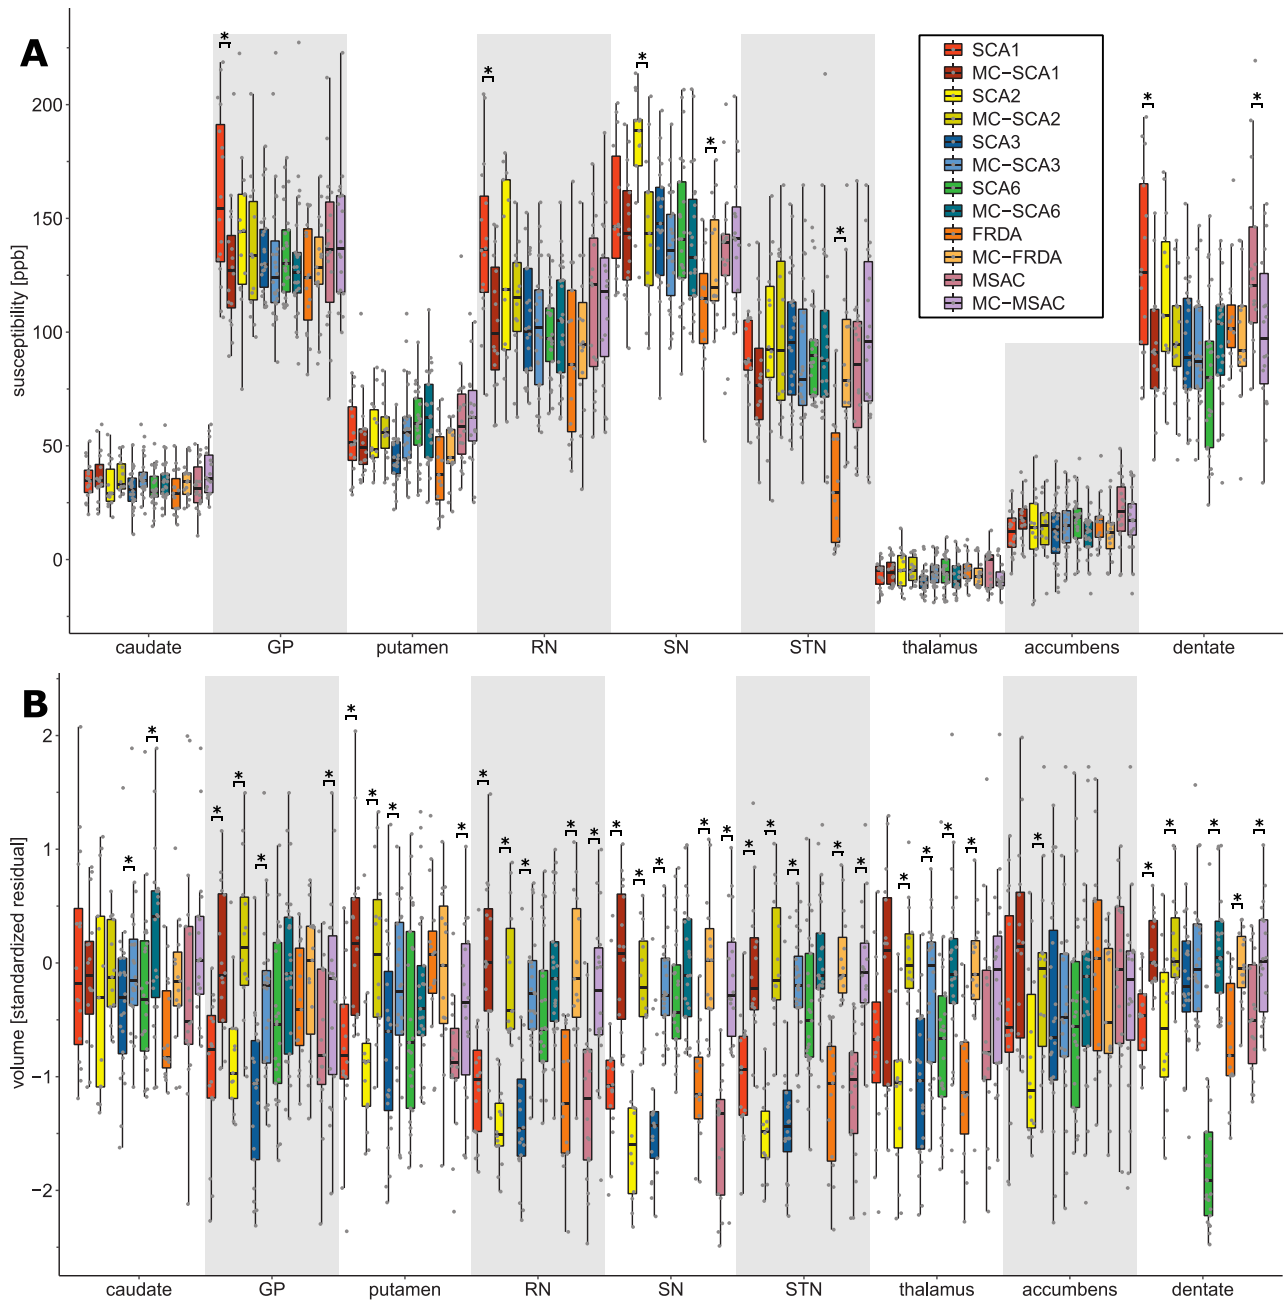 A
susceptibility [ppb]
200
150
100
50
0
* * * * * * * *
SCA1
MC−SCA1
SCA2
MC−SCA2
SCA3
MC−SCA3
SCA6
MC−SCA6
FRDA
MC−FRDA
MSAC
MC−MSAC
caudate GP putamen RN SN STN thalamus accumbens dentate
B
volume [standardized residual]
2
1
0
−1
−2
* * * * * * * * * * * * * * * * * * * * * * * * * * * * * * * * * * *
caudate GP putamen RN SN STN thalamus accumbens dentate